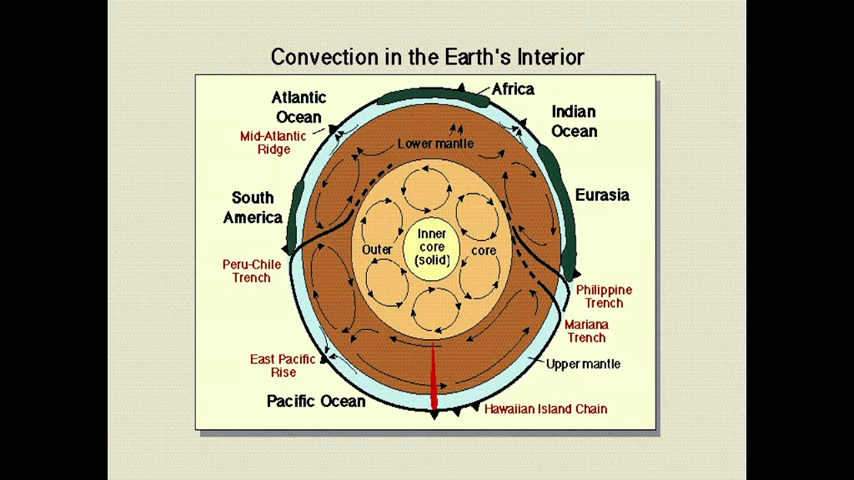 Convection in the Earth's Interior
Africa
Atlantic
Ocean
Indian
Ocean
Mid-Atlantic
Ridge
Lower mantle
South
America
Eurasia
Inner
core
(solid)
Outer
core
Peru-Chile
Trench
Philippine
Trench
Mariana
Trench
East Pacific
Rise
Upper mantle
Pacific Ocean
Hawaiian Island Chain